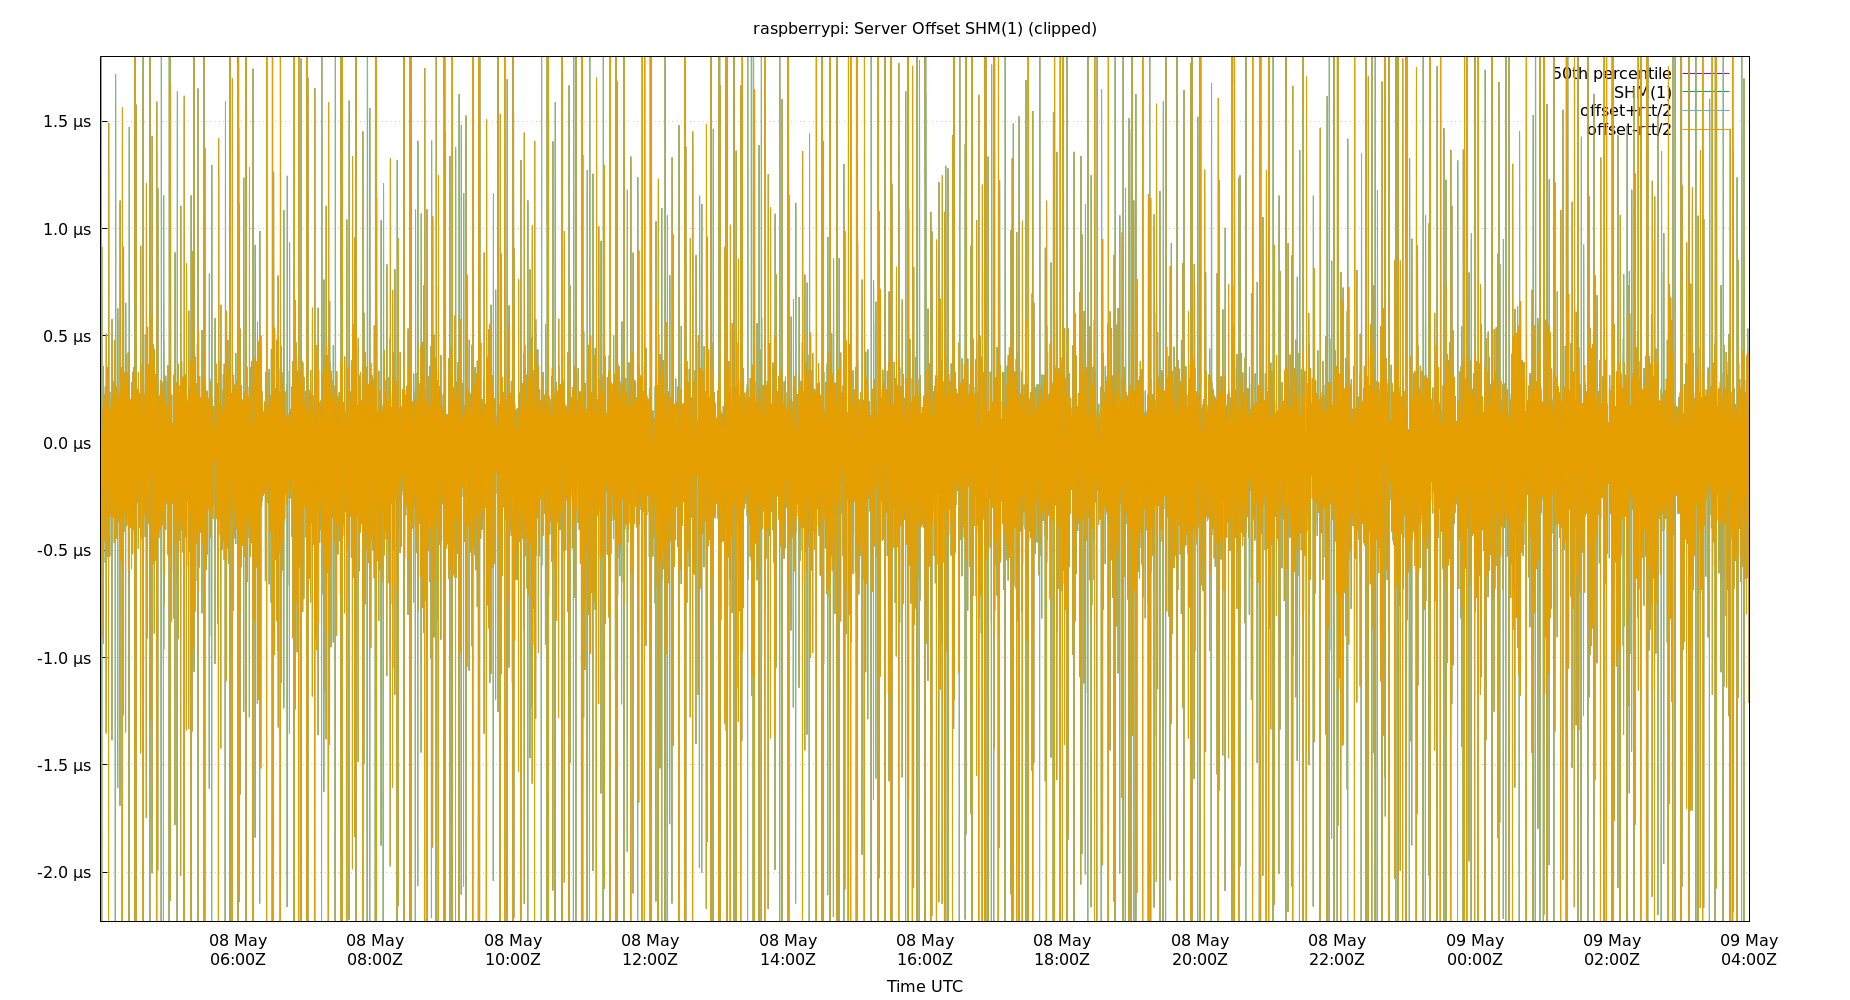 raspberrypi: Server Offset SHM(1) (clipped)
50th percentile
SHM(1)
offset+rtt/2
offset-rtt/2
1.5 µs
1.0 µs
0.5 µs
0.0 µs
-0.5 µs
-1.0 µs
-1.5 µs
-2.0 µs
08 May 08 May 08 May 08 May 08 May 08 May 08 May 08 May 08 May 09 May 09 May 09 May
06:00Z 08:00Z 10:00Z 12:00Z 14:00Z 16:00Z 18:00Z 20:00Z 22:00Z 00:00Z 02:00Z 04:00Z
Time UTC